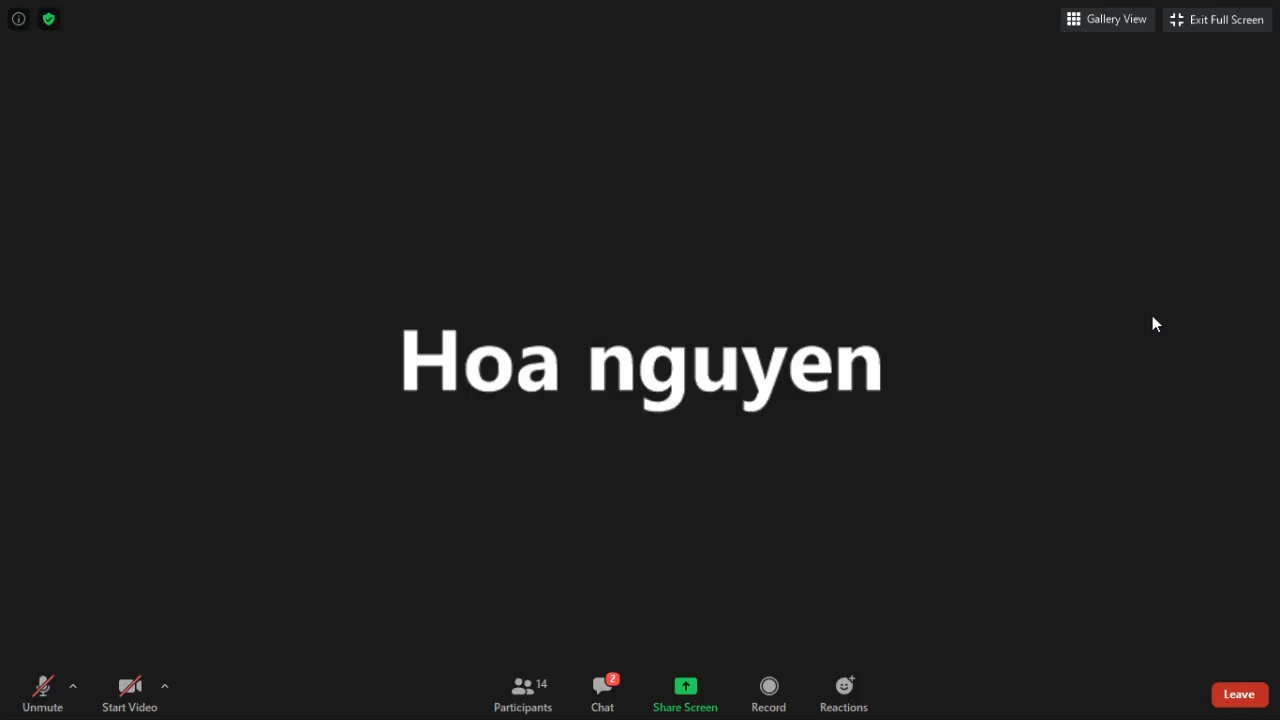 Gallery View
Exit Full Screen
Hoa nguyen
14
2
Unmute
Start Video
Participants
Chat
Share Screen
Record
Reactions
Leave